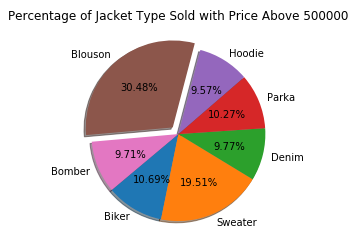 Percentage of Jacket Type Sold with Price Above 500000
Hoodie
9.57%
Parka
10.27%
Denim
9.77%
Sweater
19.51%
Biker
10.69%
Bomber
9.71%
Blouson
30.48%